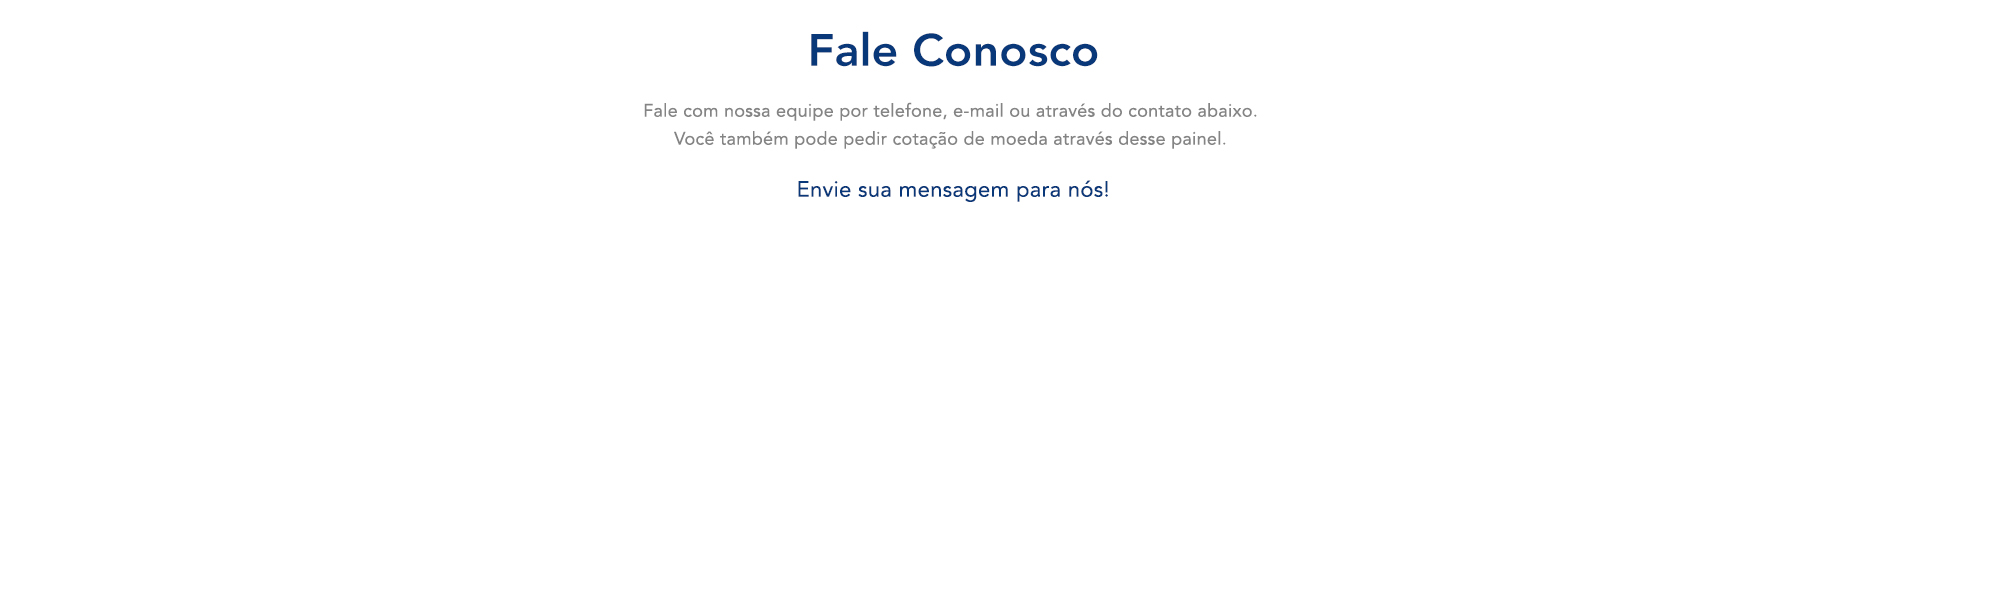 Fale Conosco
Fale com nossa equipe por telefone, e-mail ou através do contato abaixo.
Você também pode pedir cotação de moeda através desse painel.
Envie sua mensagem para nós!